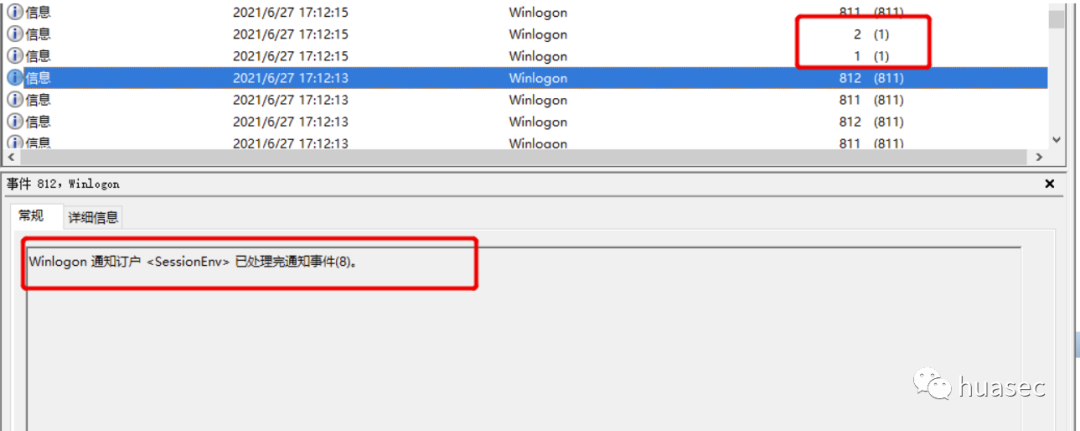 信息 2021/6/27 17:12:15 Winlogon 811 (811)
信息 2021/6/27 17:12:15 Winlogon 2 (1)
信息 2021/6/27 17:12:15 Winlogon 1 (1)
信息 2021/6/27 17:12:13 Winlogon 812 (811)
信息 2021/6/27 17:12:13 Winlogon 811 (811)
信息 2021/6/27 17:12:13 Winlogon 812 (811)
信息 2021/6/27 17:12:13 Winlogon 811 (811)
事件 812，Winlogon
常规 详细信息
Winlogon 通知订户 <SessionEnv> 已处理完通知事件(8)。
huasec